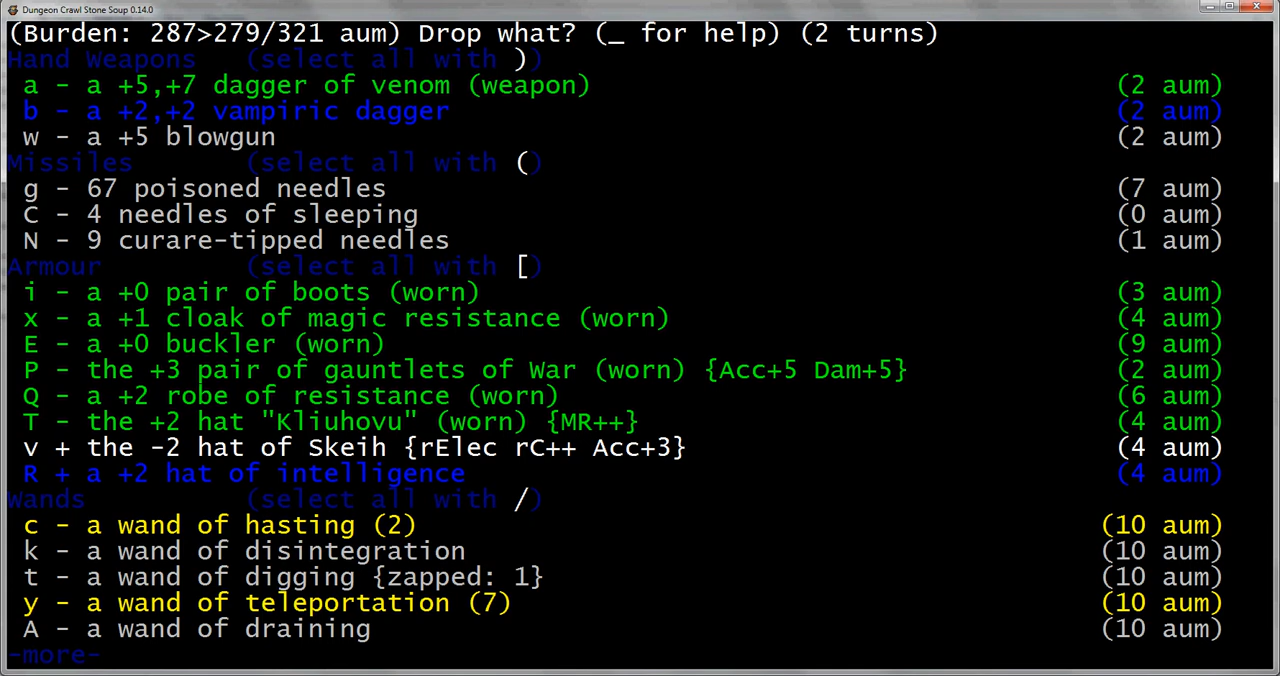 Dungeon Crawl Stone Soup 0.14.0
(Burden: 287>279/321 aum) Drop what? (_ for help) (2 turns)
Hand Weapons (select all with ))
a - a +5,+7 dagger of venom (weapon) (2 aum)
b - a +2,+2 vampiric dagger (2 aum)
w - a +5 blowgun (2 aum)
Missiles (select all with ()
g - 67 poisoned needles (7 aum)
C - 4 needles of sleeping (0 aum)
N - 9 curare-tipped needles (1 aum)
Armour (select all with [)
i - a +0 pair of boots (worn) (3 aum)
x - a +1 cloak of magic resistance (worn) (4 aum)
E - a +0 buckler (worn) (9 aum)
P - the +3 pair of gauntlets of War (worn) {Acc+5 Dam+5} (2 aum)
Q - a +2 robe of resistance (worn) (6 aum)
T - the +2 hat "Kliuhovu" (worn) {MR++} (4 aum)
v + the -2 hat of Skeih {rElec rC++ Acc+3} (4 aum)
R + a +2 hat of intelligence (4 aum)
Wands (select all with /)
c - a wand of hasting (2) (10 aum)
k - a wand of disintegration (10 aum)
t - a wand of digging {zapped: 1} (10 aum)
y - a wand of teleportation (7) (10 aum)
A - a wand of draining (10 aum)
-more-